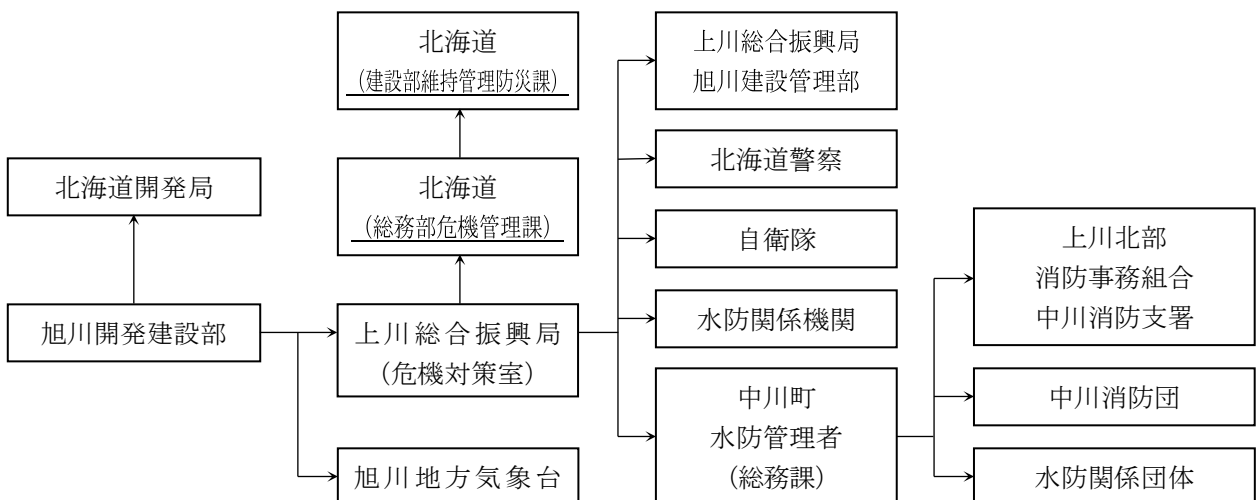 北海道
（建設部維持管理防災課）
上川総合振興局
旭川建設管理部
北海道警察
北海道開発局
北海道
（総務部危機管理課）
自衛隊
上川北部
消防事務組合
中川消防支署
旭川開発建設部
上川総合振興局
（危機対策室）
水防関係機関
中川町
水防管理者
（総務課）
中川消防団
旭川地方気象台
水防関係団体